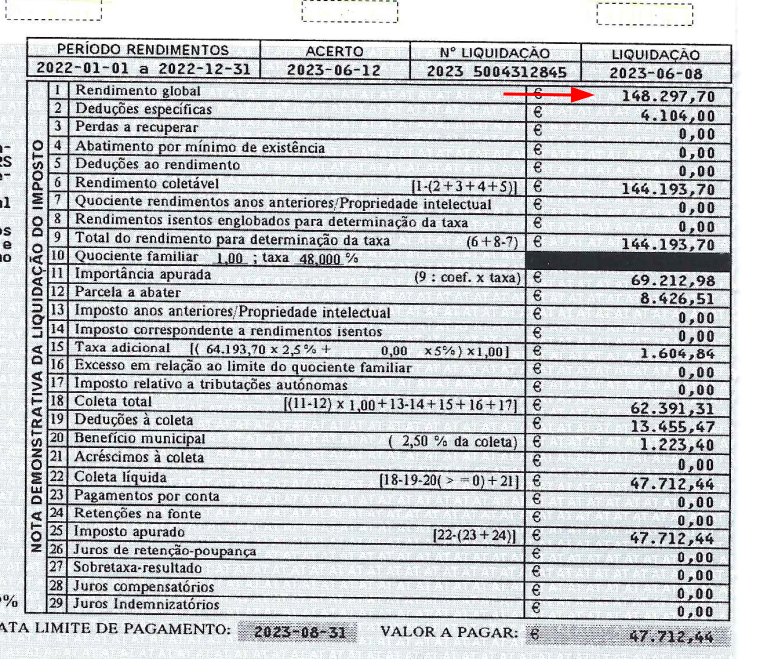 PERÍODO RENDIMENTOS ACERTO Nº LIQUIDAÇÃO LIQUIDAÇÃO
2022-01-01 a 2022-12-31 2023-06-12 2023 5004312845 2023-06-08
NOTA DEMONSTRATIVA DA LIQUIDAÇÃO DO IMPOSTO
1 Rendimento global € 148.297,70
2 Deduções específicas € 4.104,00
3 Perdas a recuperar € 0,00
4 Abatimento por mínimo de existência € 0,00
5 Deduções ao rendimento € 0,00
6 Rendimento coletável [1-(2+3+4+5)] € 144.193,70
7 Quociente rendimentos anos anteriores/Propriedade intelectual € 0,00
8 Rendimentos isentos englobados para determinação da taxa € 0,00
9 Total do rendimento para determinação da taxa (6+8-7) € 144.193,70
10 Quociente familiar 1,00 ; taxa 48,000 %
11 Importância apurada (9 : coef. x taxa) € 69.212,98
12 Parcela a abater € 8.426,51
13 Imposto anos anteriores/Propriedade intelectual € 0,00
14 Imposto correspondente a rendimentos isentos € 0,00
15 Taxa adicional [( 64.193,70 x 2,5% + 0,00 x5%) x1,00] € 1.604,84
16 Excesso em relação ao limite do quociente familiar € 0,00
17 Imposto relativo a tributações autónomas € 0,00
18 Coleta total [(11-12) x 1,00+13-14+15+16+17] € 62.391,31
19 Deduções à coleta € 13.455,47
20 Benefício municipal ( 2,50 % da coleta) € 1.223,40
21 Acréscimos à coleta € 0,00
22 Coleta líquida [18-19-20( > =0)+21] € 47.712,44
23 Pagamentos por conta € 0,00
24 Retenções na fonte € 0,00
25 Imposto apurado [22-(23+24)] € 47.712,44
26 Juros de retenção-poupança € 0,00
27 Sobretaxa-resultado € 0,00
28 Juros compensatórios € 0,00
29 Juros Indemnizatórios € 0,00
ATA LIMITE DE PAGAMENTO: 2023-08-31 VALOR A PAGAR: € 47.712,44